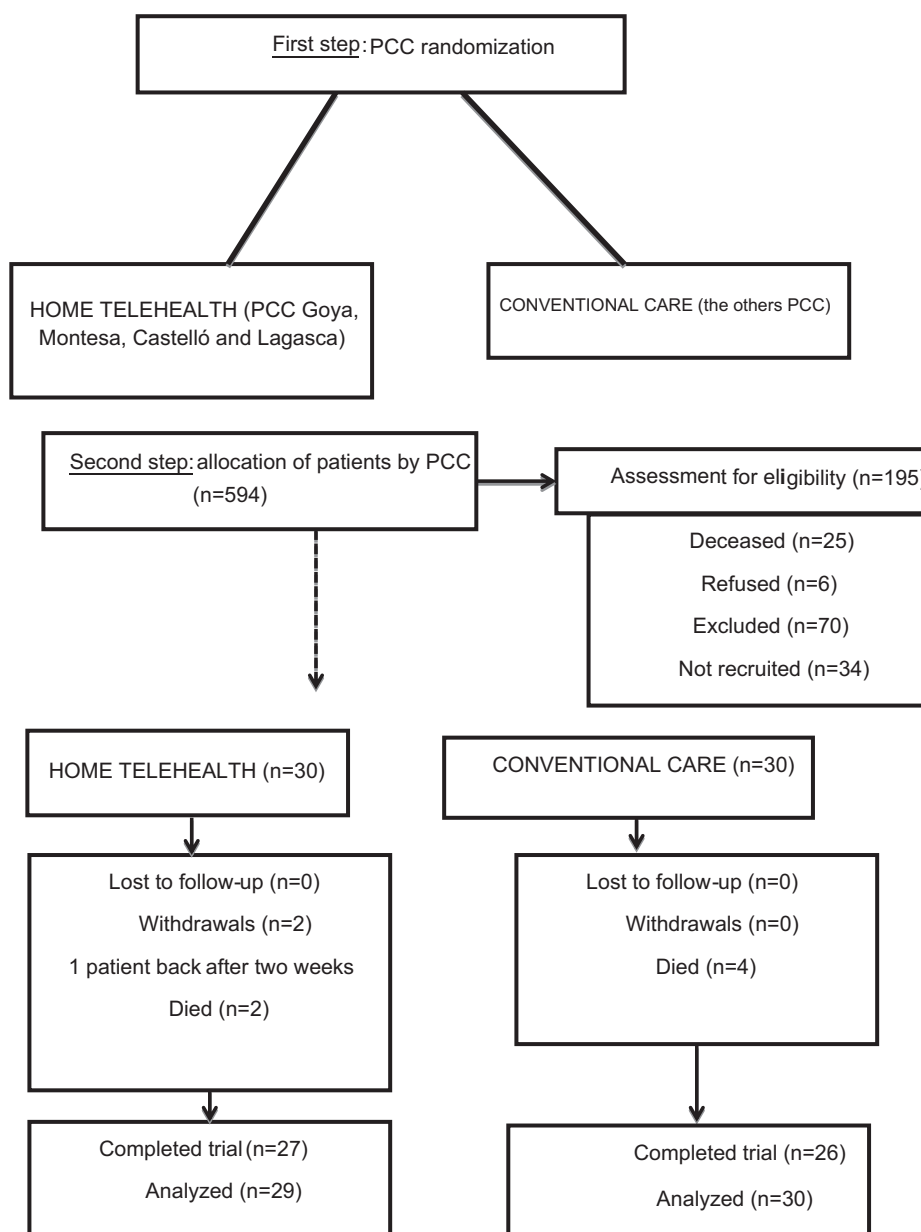 First step: PCC randomization
HOME TELEHEALTH (PCC Goya,
Montesa, Castelló and Lagasca)
CONVENTIONAL CARE (the others PCC)
Second step: allocation of patients by PCC
(n=594)
Assessment for eligibility (n=195)
Deceased (n=25)
Refused (n=6)
Excluded (n=70)
Not recruited (n=34)
HOME TELEHEALTH (n=30)
CONVENTIONAL CARE (n=30)
Lost to follow-up (n=0)
Withdrawals (n=2)
1 patient back after two weeks
Died (n=2)
Lost to follow-up (n=0)
Withdrawals (n=0)
Died (n=4)
Completed trial (n=27)
Analyzed (n=29)
Completed trial (n=26)
Analyzed (n=30)